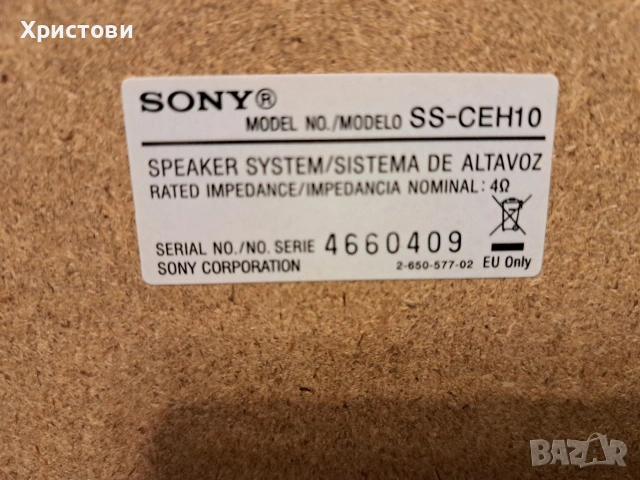 Христови
SONY®
MODEL NO./MODELO SS-CEH10
SPEAKER SYSTEM/SISTEMA DE ALTAVOZ
RATED IMPEDANCE/IMPEDANCIA NOMINAL: 4Ω
SERIAL NO./NO. SERIE 4660409
SONY CORPORATION 2-650-577-02 EU Only
BAZAR